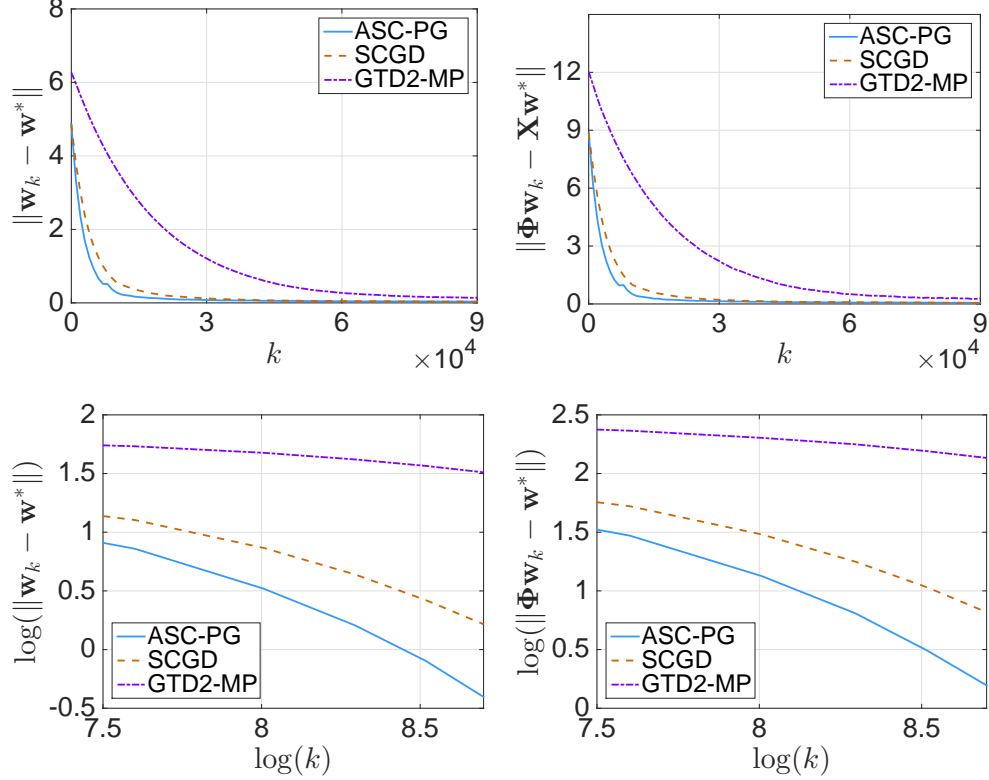 8
6
4
2
0
‖w_k − w*‖
ASC-PG
SCGD
GTD2-MP
0
3
6
9
k
×10^4
12
9
6
3
0
‖Φw_k − Xw*‖
ASC-PG
SCGD
GTD2-MP
0
3
6
9
k
×10^4
2
1.5
1
0.5
0
-0.5
log(‖w_k − w*‖)
ASC-PG
SCGD
GTD2-MP
7.5
8
8.5
log(k)
2.5
2
1.5
1
0.5
0
log(‖Φw_k − w*‖)
ASC-PG
SCGD
GTD2-MP
7.5
8
8.5
log(k)